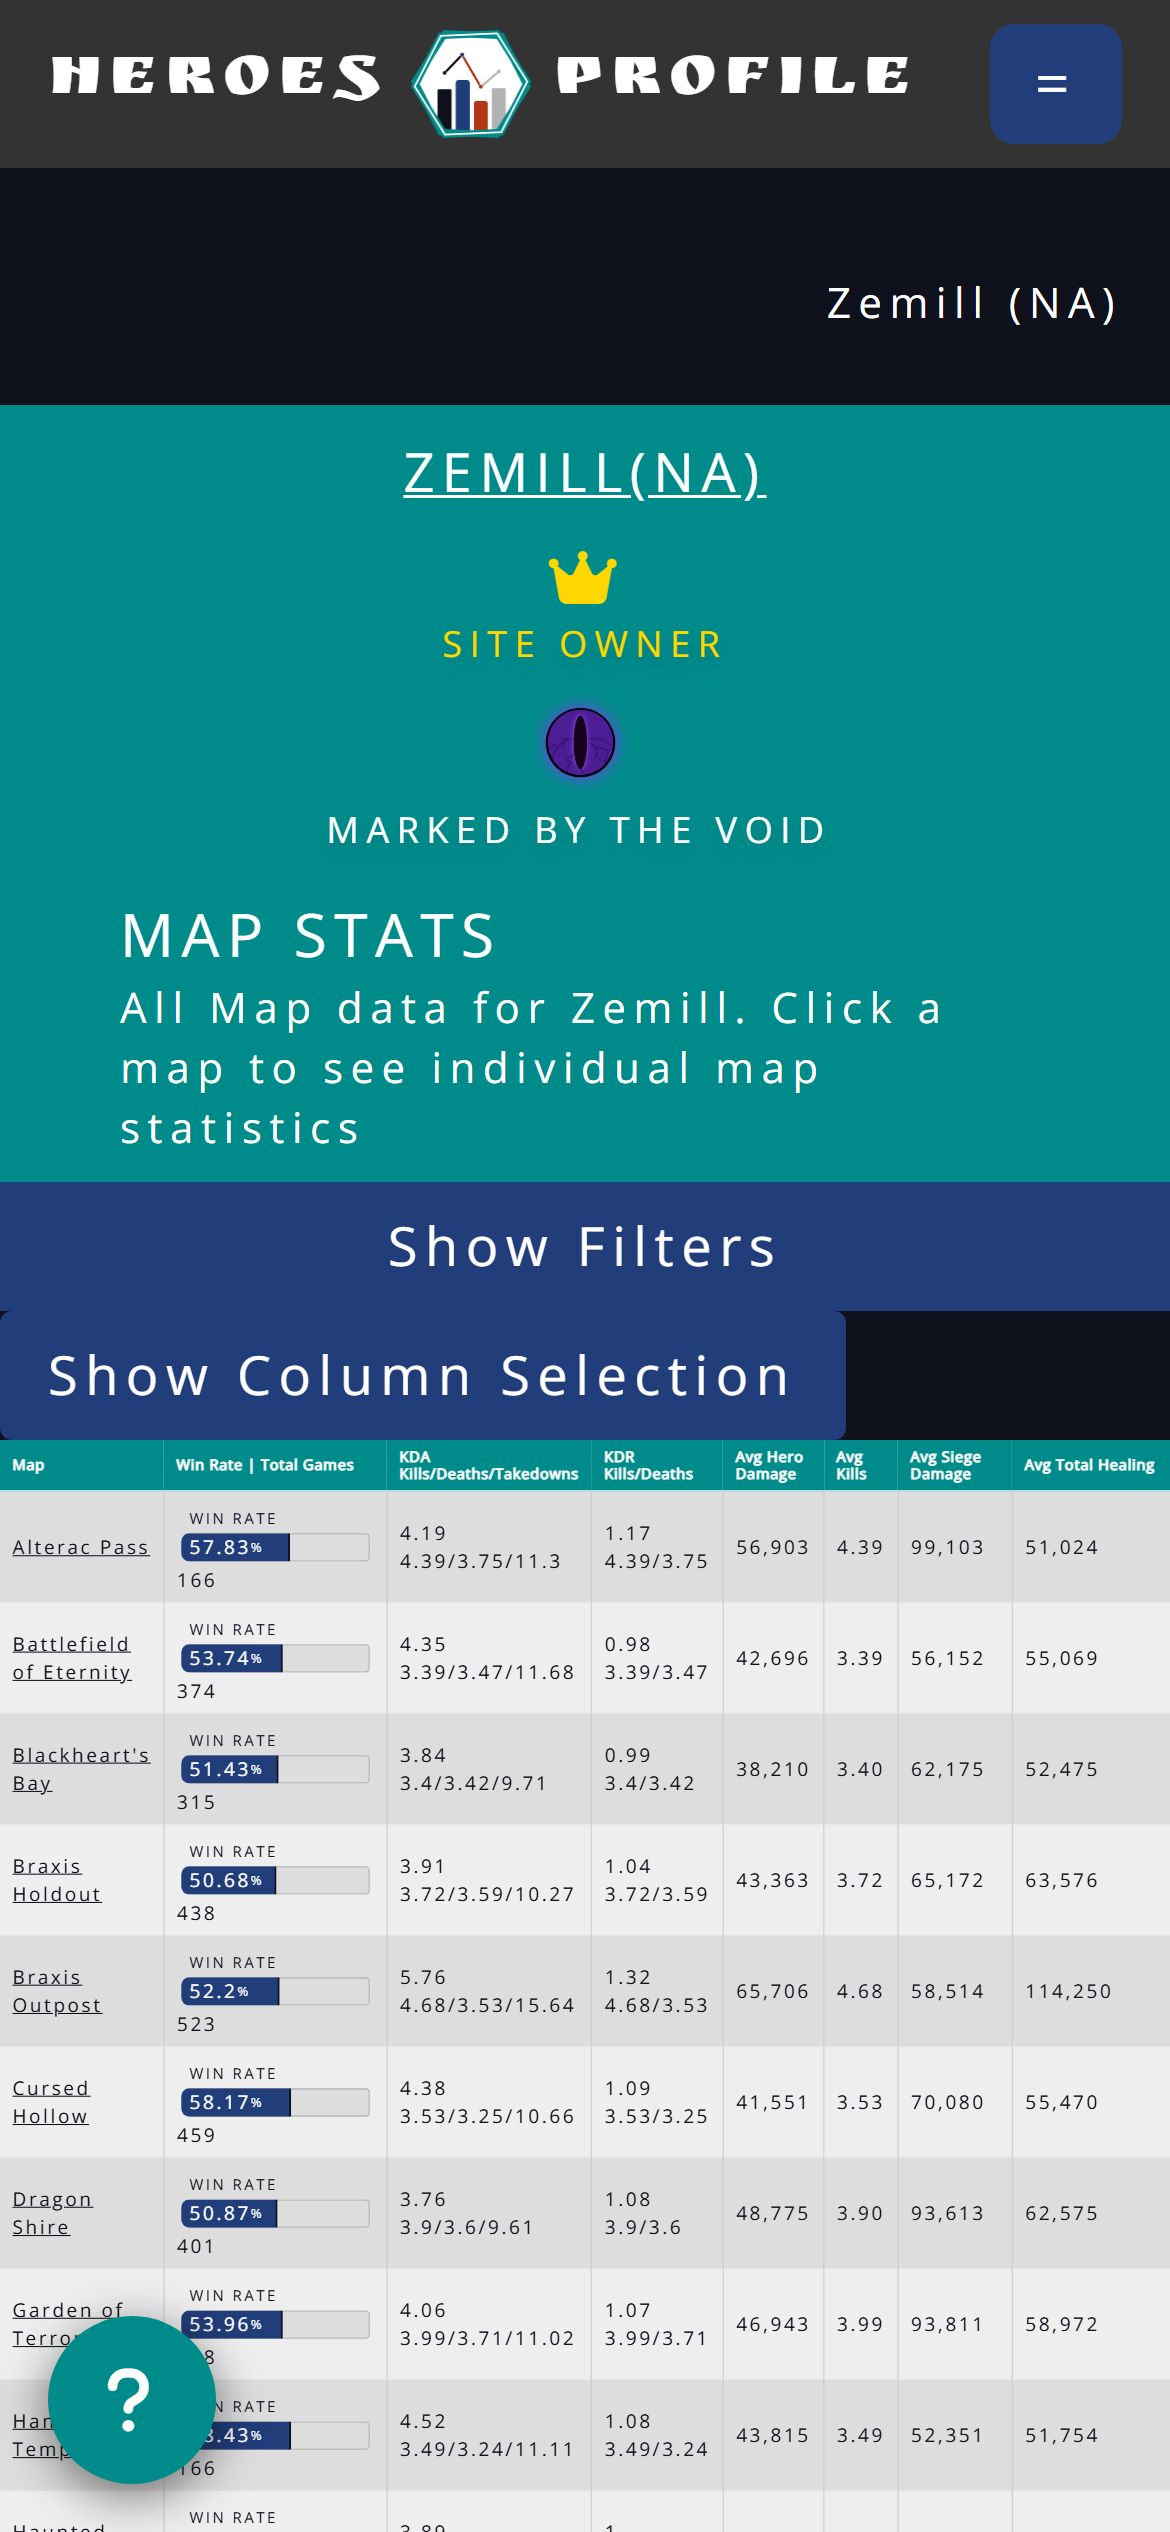 HEROES PROFILE
Zemill (NA)
ZEMILL(NA)
SITE OWNER
MARKED BY THE VOID
MAP STATS
All Map data for Zemill. Click a
map to see individual map
statistics
Show Filters
Show Column Selection
Map Win Rate | Total Games KDA Kills/Deaths/Takedowns KDR Kills/Deaths Avg Hero Damage Avg Kills Avg Siege Damage Avg Total Healing
WIN RATE
Alterac Pass 57.83% 4.19 4.39/3.75/11.3 1.17 4.39/3.75 56,903 4.39 99,103 51,024
166
WIN RATE
Battlefield of Eternity 53.74% 4.35 3.39/3.47/11.68 0.98 3.39/3.47 42,696 3.39 56,152 55,069
374
WIN RATE
Blackheart's Bay 51.43% 3.84 3.4/3.42/9.71 0.99 3.4/3.42 38,210 3.40 62,175 52,475
315
WIN RATE
Braxis Holdout 50.68% 3.91 3.72/3.59/10.27 1.04 3.72/3.59 43,363 3.72 65,172 63,576
438
WIN RATE
Braxis Outpost 52.2% 5.76 4.68/3.53/15.64 1.32 4.68/3.53 65,706 4.68 58,514 114,250
523
WIN RATE
Cursed Hollow 58.17% 4.38 3.53/3.25/10.66 1.09 3.53/3.25 41,551 3.53 70,080 55,470
459
WIN RATE
Dragon Shire 50.87% 3.76 3.9/3.6/9.61 1.08 3.9/3.6 48,775 3.90 93,613 62,575
401
WIN RATE
Garden of 53.96% 4.06 3.99/3.71/11.02 1.07 3.99/3.71 46,943 3.99 93,811 58,972
RATE
4.52 3.49/3.24/11.11 1.08 3.49/3.24 43,815 3.49 52,351 51,754
166
WIN RATE
?